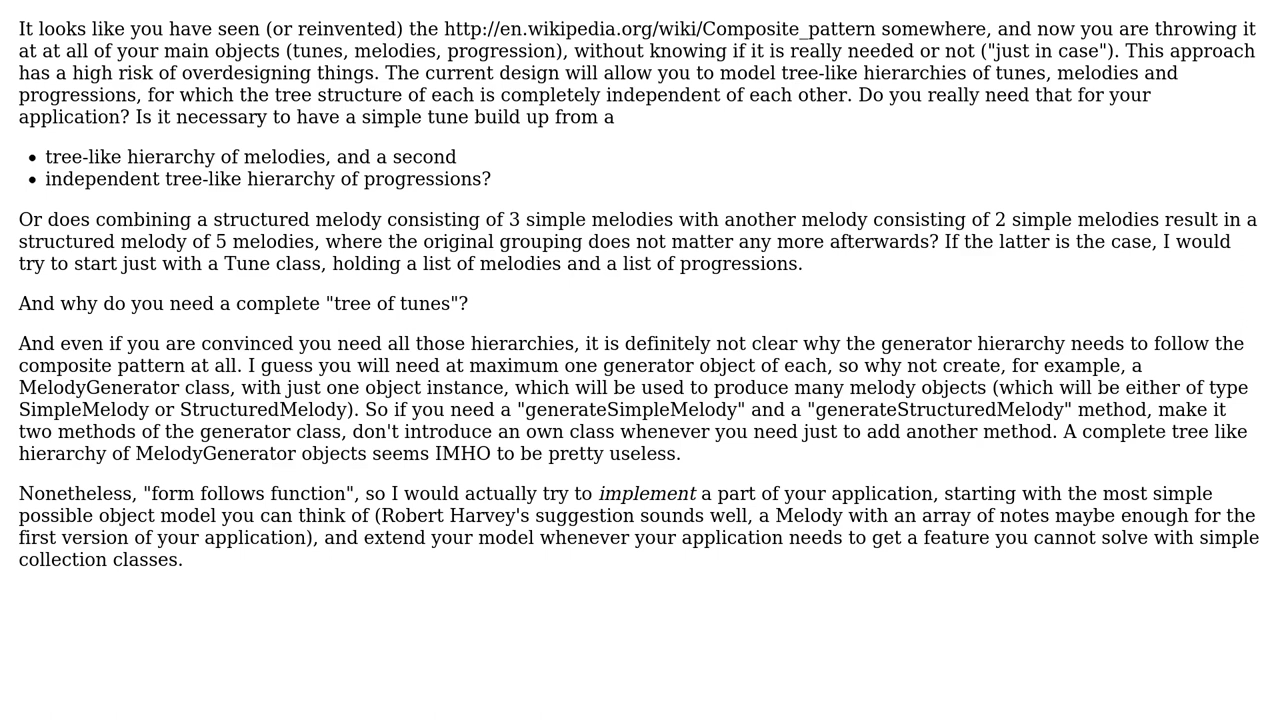 It looks like you have seen (or reinvented) the http://en.wikipedia.org/wiki/Composite_pattern somewhere, and now you are throwing it
at at all of your main objects (tunes, melodies, progression), without knowing if it is really needed or not ("just in case"). This approach
has a high risk of overdesigning things. The current design will allow you to model tree-like hierarchies of tunes, melodies and
progressions, for which the tree structure of each is completely independent of each other. Do you really need that for your
application? Is it necessary to have a simple tune build up from a
• tree-like hierarchy of melodies, and a second
• independent tree-like hierarchy of progressions?
Or does combining a structured melody consisting of 3 simple melodies with another melody consisting of 2 simple melodies result in a
structured melody of 5 melodies, where the original grouping does not matter any more afterwards? If the latter is the case, I would
try to start just with a Tune class, holding a list of melodies and a list of progressions.
And why do you need a complete "tree of tunes"?
And even if you are convinced you need all those hierarchies, it is definitely not clear why the generator hierarchy needs to follow the
composite pattern at all. I guess you will need at maximum one generator object of each, so why not create, for example, a
MelodyGenerator class, with just one object instance, which will be used to produce many melody objects (which will be either of type
SimpleMelody or StructuredMelody). So if you need a "generateSimpleMelody" and a "generateStructuredMelody" method, make it
two methods of the generator class, don't introduce an own class whenever you need just to add another method. A complete tree like
hierarchy of MelodyGenerator objects seems IMHO to be pretty useless.
Nonetheless, "form follows function", so I would actually try to implement a part of your application, starting with the most simple
possible object model you can think of (Robert Harvey's suggestion sounds well, a Melody with an array of notes maybe enough for the
first version of your application), and extend your model whenever your application needs to get a feature you cannot solve with simple
collection classes.